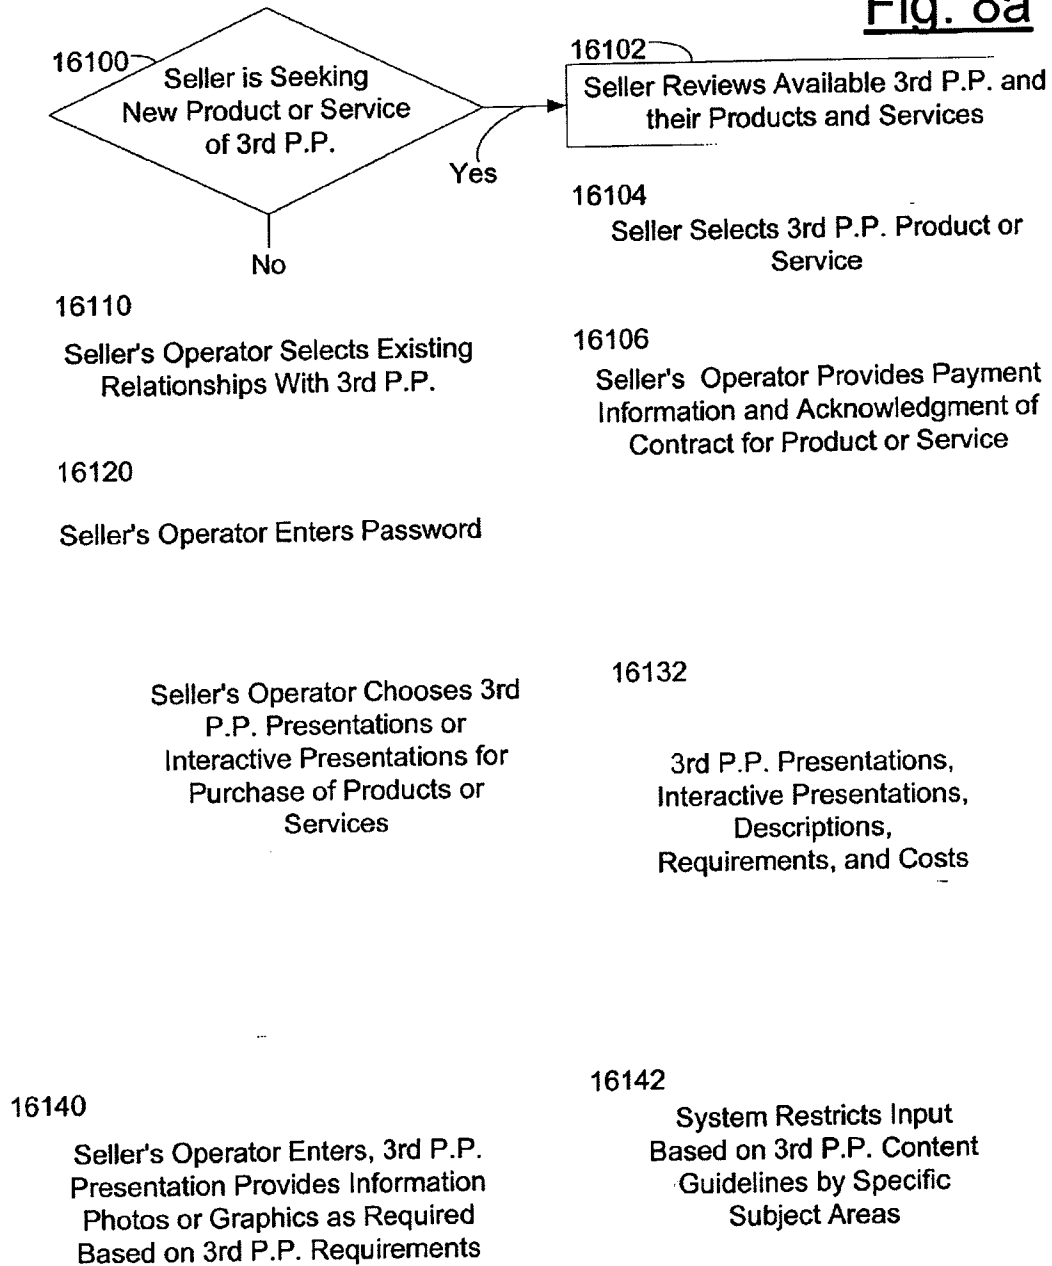 Fig. 8a
16100
Seller is Seeking
New Product or Service
of 3rd P.P.
Yes
No
16102
Seller Reviews Available 3rd P.P. and
their Products and Services
16104
Seller Selects 3rd P.P. Product or
Service
16106
Seller's Operator Provides Payment
Information and Acknowledgment of
Contract for Product or Service
16110
Seller's Operator Selects Existing
Relationships With 3rd P.P.
16120
Seller's Operator Enters Password
Seller's Operator Chooses 3rd
P.P. Presentations or
Interactive Presentations for
Purchase of Products or
Services
16132
3rd P.P. Presentations,
Interactive Presentations,
Descriptions,
Requirements, and Costs
16140
Seller's Operator Enters, 3rd P.P.
Presentation Provides Information
Photos or Graphics as Required
Based on 3rd P.P. Requirements
16142
System Restricts Input
Based on 3rd P.P. Content
Guidelines by Specific
Subject Areas